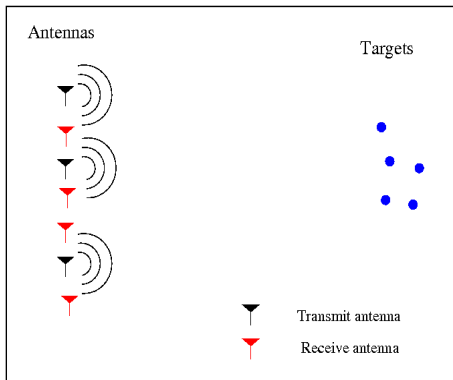 Antennas
Targets
Transmit antenna
Receive antenna